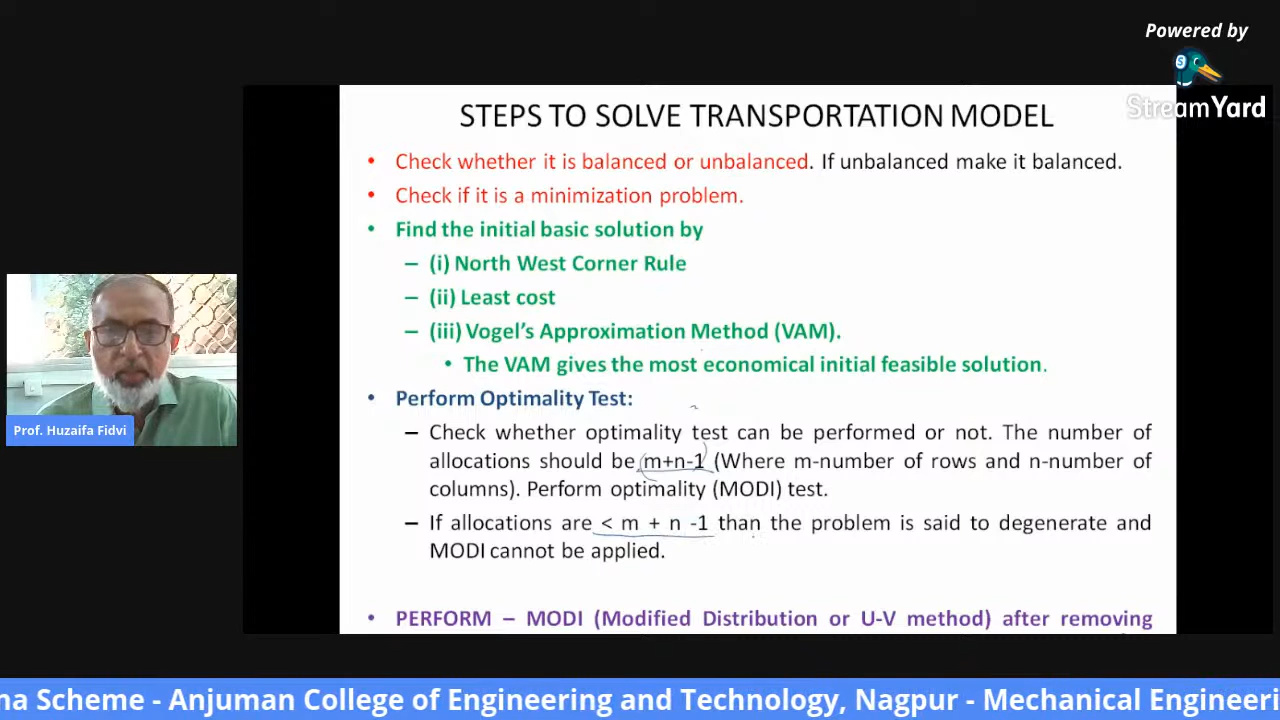 Powered by
StreamYard
STEPS TO SOLVE TRANSPORTATION MODEL
• Check whether it is balanced or unbalanced. If unbalanced make it balanced.
• Check if it is a minimization problem.
• Find the initial basic solution by
– (i) North West Corner Rule
– (ii) Least cost
– (iii) Vogel's Approximation Method (VAM).
• The VAM gives the most economical initial feasible solution.
• Perform Optimality Test:
– Check whether optimality test can be performed or not. The number of
allocations should be m+n-1 (Where m-number of rows and n-number of
columns). Perform optimality (MODI) test.
– If allocations are < m + n -1 than the problem is said to degenerate and
MODI cannot be applied.
• PERFORM – MODI (Modified Distribution or U-V method) after removing
Prof. Huzaifa Fidvi
na Scheme - Anjuman College of Engineering and Technology, Nagpur - Mechanical Engineeri